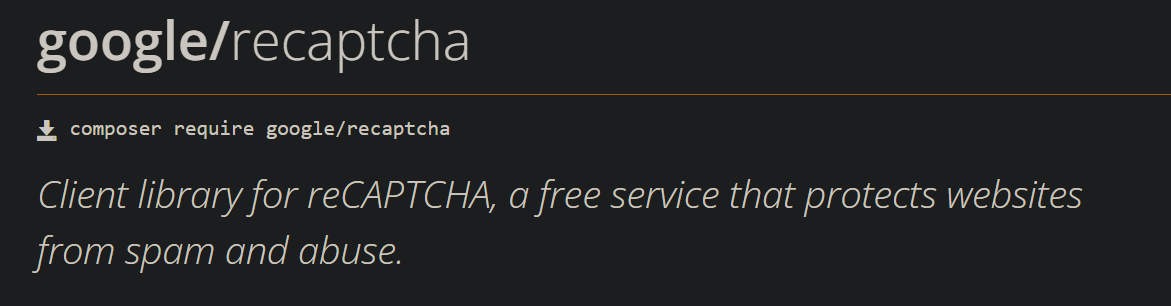 google/recaptcha
composer require google/recaptcha
Client library for reCAPTCHA, a free service that protects websites
from spam and abuse.